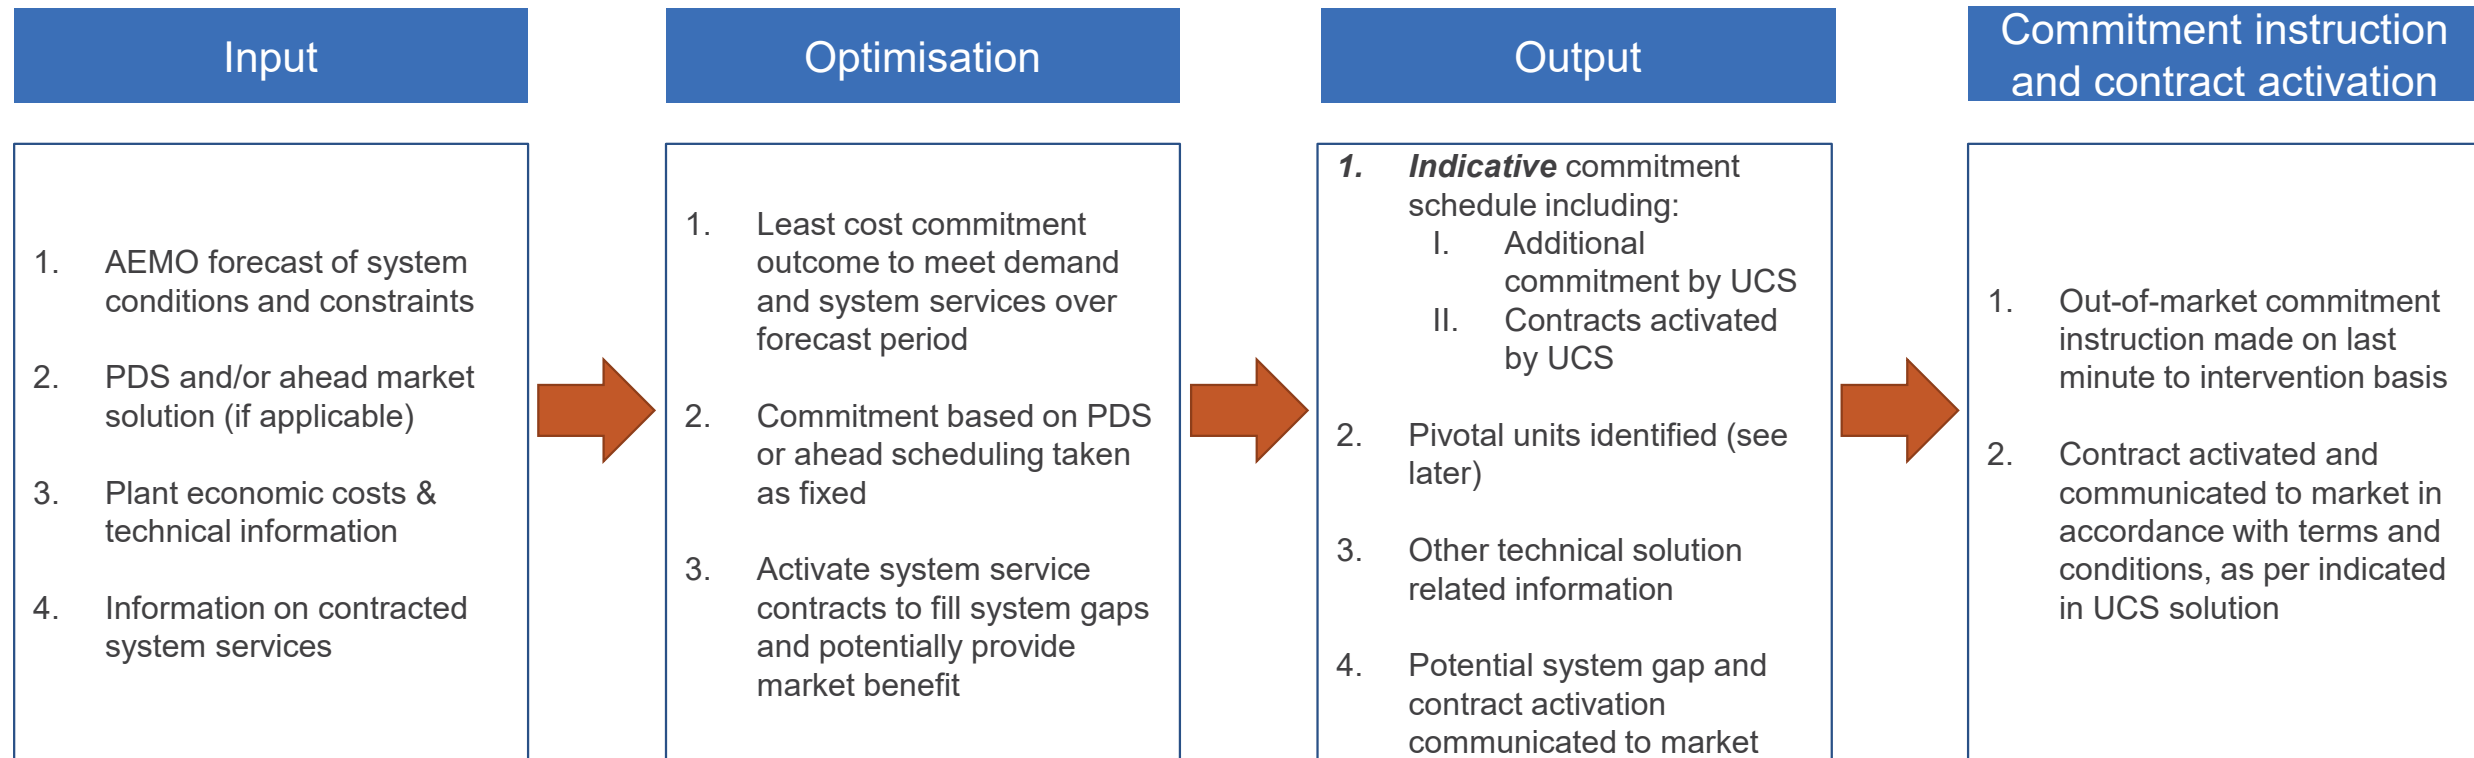 Input
1. AEMO forecast of system
conditions and constraints
2. PDS and/or ahead market
solution (if applicable)
3. Plant economic costs &
technical information
4. Information on contracted
system services
Optimisation
1. Least cost commitment
outcome to meet demand
and system services over
forecast period
2. Commitment based on PDS
or ahead scheduling taken
as fixed
3. Activate system service
contracts to fill system gaps
and potentially provide
market benefit
Output
1. Indicative commitment
schedule including:
I. Additional
commitment by UCS
II. Contracts activated
by UCS
2. Pivotal units identified (see
later)
3. Other technical solution
related information
4. Potential system gap and
contract activation
communicated to market
Commitment instruction
and contract activation
1. Out-of-market commitment
instruction made on last
minute to intervention basis
2. Contract activated and
communicated to market in
accordance with terms and
conditions, as per indicated
in UCS solution